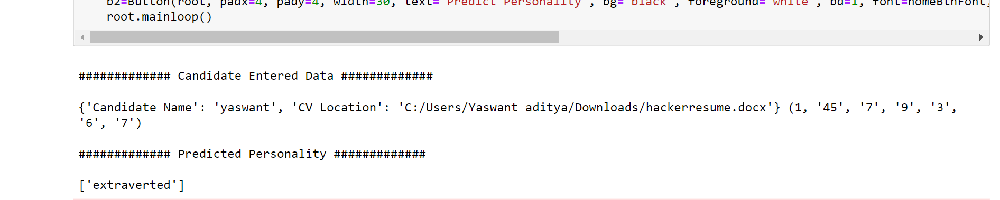 b2=Button(root, padx=4, pady=4, width=30, text='Predict Personality', bg='black', foreground='white', bd=1, font=homeBtnFont,
root.mainloop()
############# Candidate Entered Data #############
{'Candidate Name': 'yaswant', 'CV Location': 'C:/Users/Yaswant aditya/Downloads/hackerresume.docx'} (1, '45', '7', '9', '3',
'6', '7')
############# Predicted Personality #############
['extraverted']